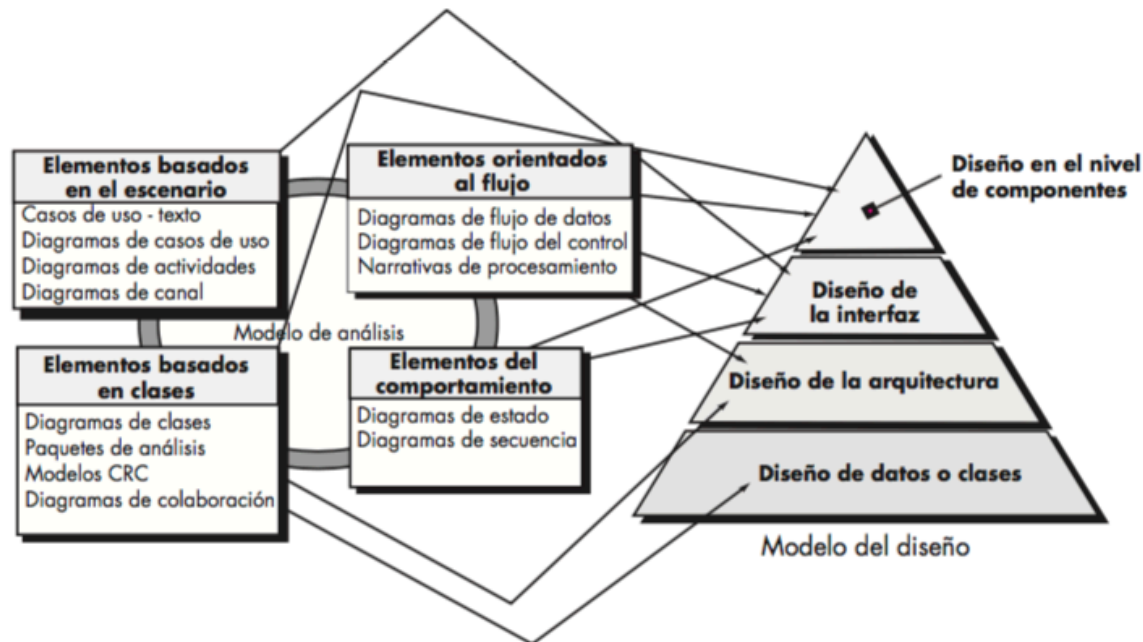 Elementos basados
en el escenario
Casos de uso - texto
Diagramas de casos de uso
Diagramas de actividades
Diagramas de canal
Elementos orientados
al flujo
Diagramas de flujo de datos
Diagramas de flujo del control
Narrativas de procesamiento
Modelo de análisis
Elementos basados
en clases
Diagramas de clases
Paquetes de análisis
Modelos CRC
Diagramas de colaboración
Elementos del
comportamiento
Diagramas de estado
Diagramas de secuencia
Diseño en el nivel
de componentes
Diseño de
la interfaz
Diseño de la arquitectura
Diseño de datos o clases
Modelo del diseño